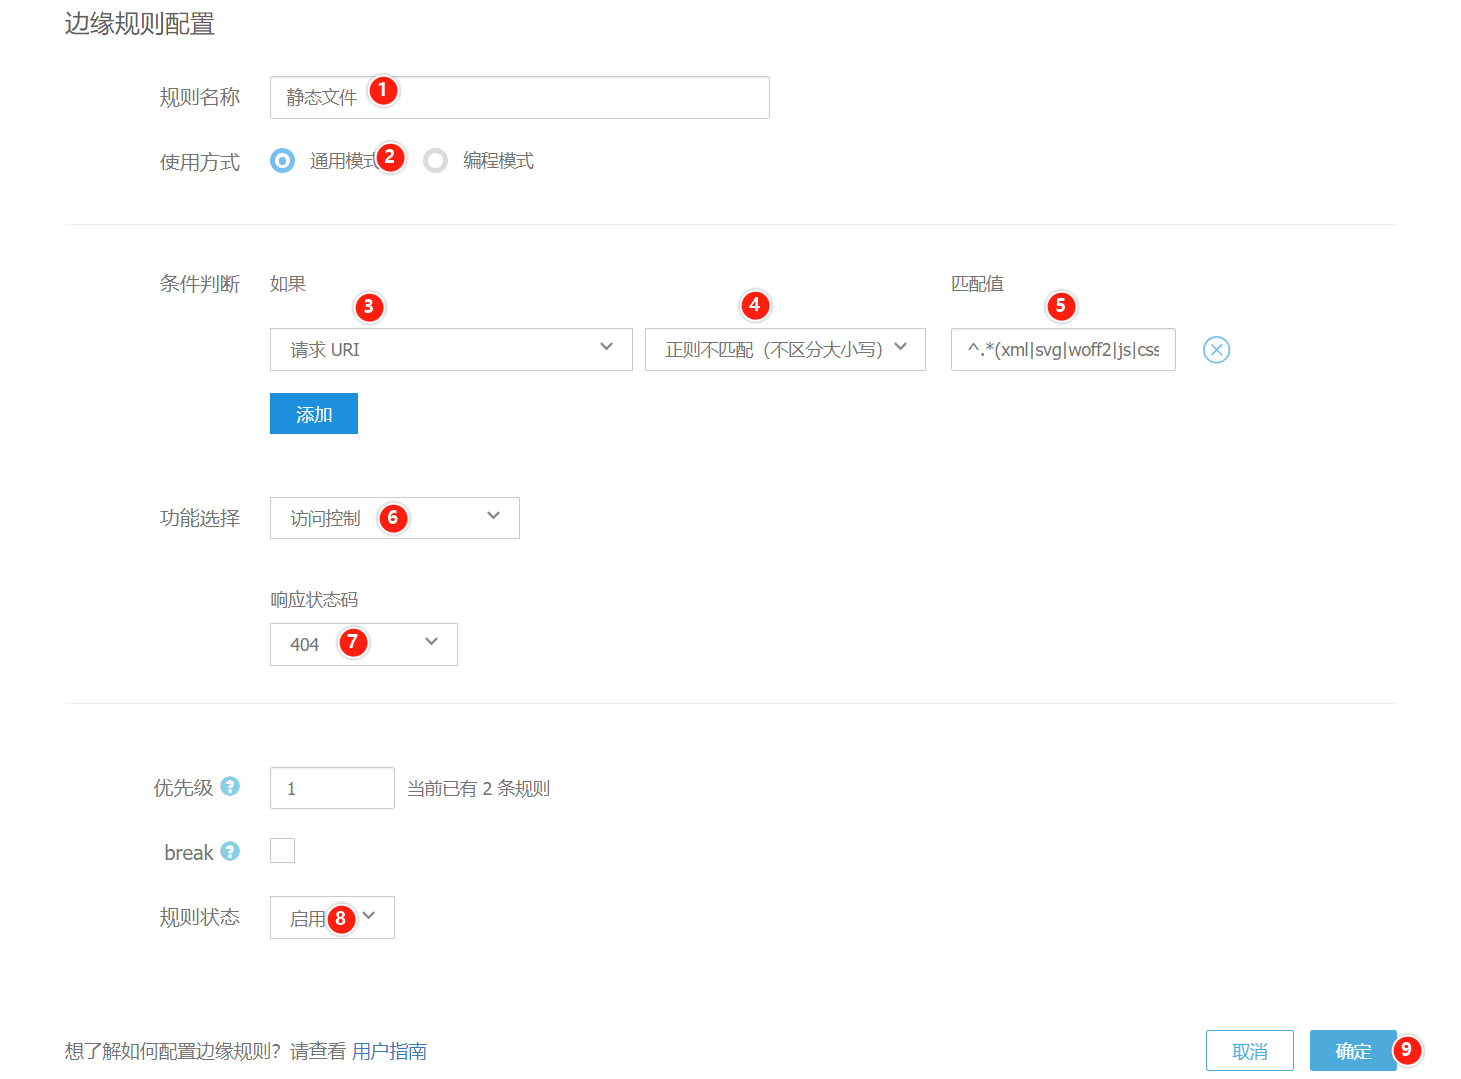 边缘规则配置
规则名称 静态文件 1
使用方式 通用模式 2 编程模式
条件判断 如果 匹配值
3 4 5
请求 URI 正则不匹配（不区分大小写） ^.*(xml|svg|woff2|js|css
添加
功能选择 访问控制 6
响应状态码
404 7
优先级 ? 1 当前已有 2 条规则
break ?
规则状态 启用 8
想了解如何配置边缘规则？请查看 用户指南 取消 确定 9